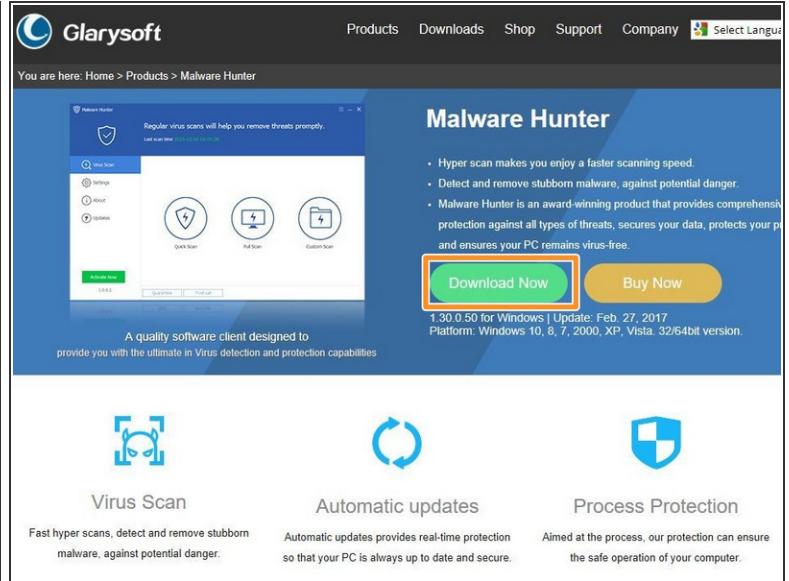 Glarysoft
Products Downloads Shop Support Company Select Langua
You are here: Home > Products > Malware Hunter
Malware Hunter
Regular virus scans will help you remove threats promptly.
Virus Scan
Settings
About
Updates
Quick Scan Full Scan Custom Scan
Activate Now
A quality software client designed to
provide you with the ultimate in Virus detection and protection capabilities
Malware Hunter
• Hyper scan makes you enjoy a faster scanning speed.
• Detect and remove stubborn malware, against potential danger.
• Malware Hunter is an award-winning product that provides comprehensiv
protection against all types of threats, secures your data, protects your p
and ensures your PC remains virus-free.
Download Now Buy Now
1.30.0.50 for Windows | Update: Feb. 27, 2017
Platform: Windows 10, 8, 7, 2000, XP, Vista. 32/64bit version.
Virus Scan
Fast hyper scans, detect and remove stubborn
malware, against potential danger.
Automatic updates
Automatic updates provides real-time protection
so that your PC is always up to date and secure.
Process Protection
Aimed at the process, our protection can ensure
the safe operation of your computer.